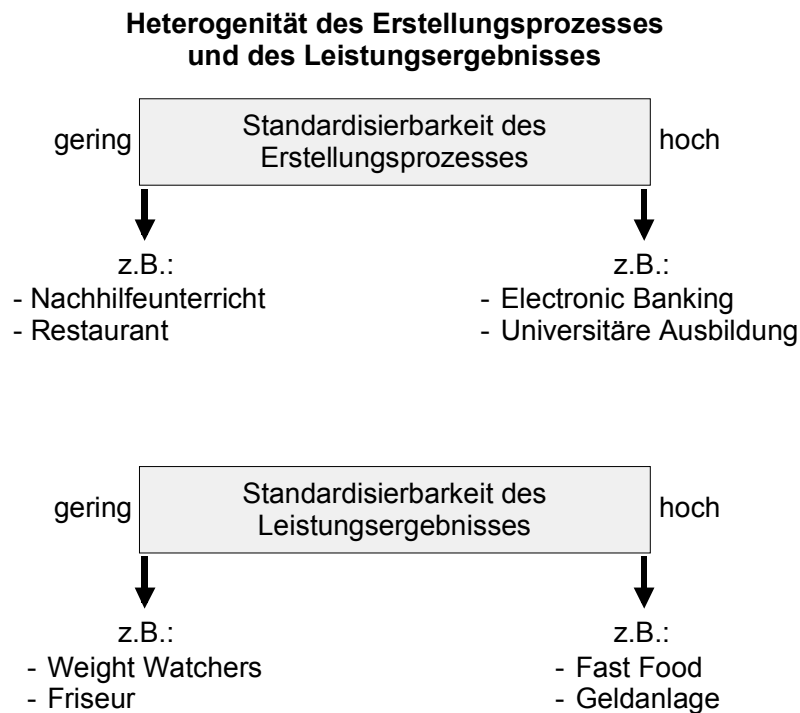 Heterogenität des Erstellungsprozesses
und des Leistungsergebnisses
gering
Standardisierbarkeit des
Erstellungsprozesses
hoch
z.B.:
- Nachhilfeunterricht
- Restaurant
z.B.:
- Electronic Banking
- Universitäre Ausbildung
gering
Standardisierbarkeit des
Leistungsergebnisses
hoch
z.B.:
- Weight Watchers
- Friseur
z.B.:
- Fast Food
- Geldanlage